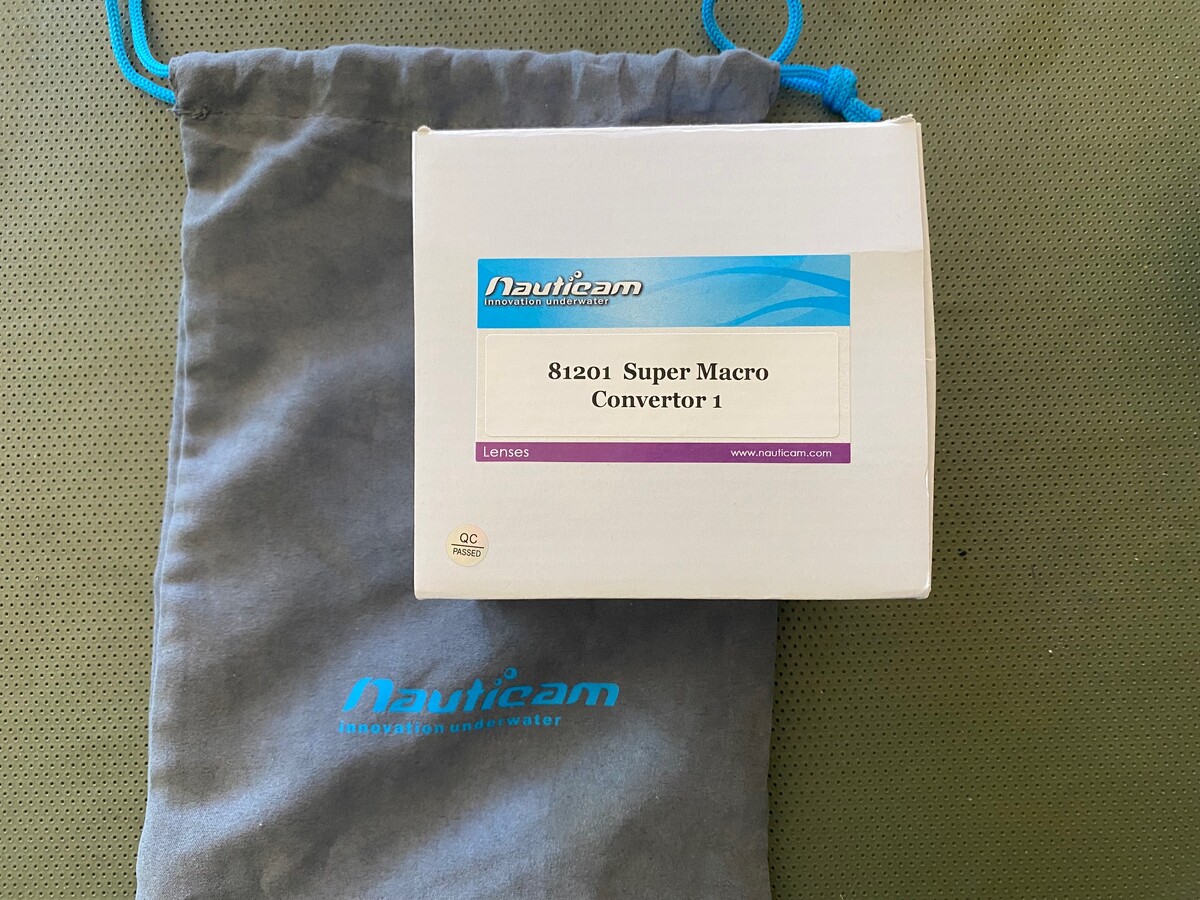 Nauticam
innovation underwater
81201 Super Macro
Convertor 1
Lenses www.nauticam.com
QC
PASSED
Nauticam
innovation underwater